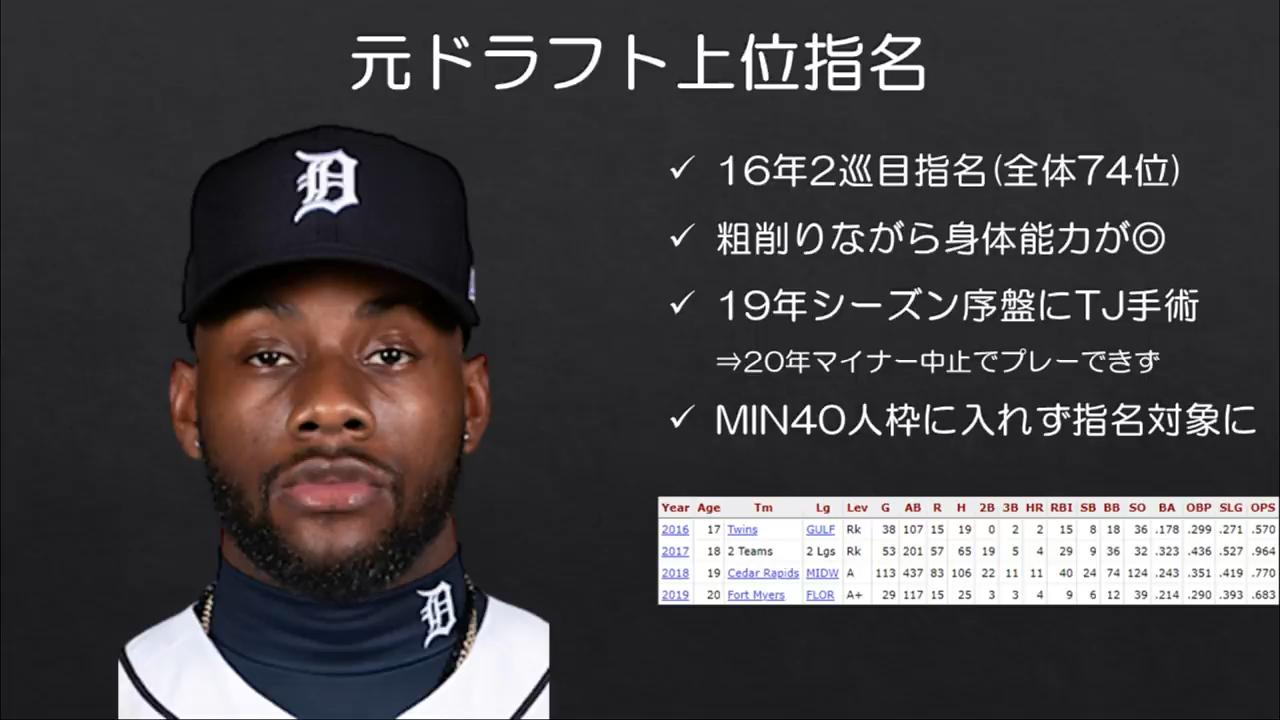 元ドラフト上位指名
✓ 16年2巡目指名(全体74位)
✓ 粗削りながら身体能力が◎
✓ 19年シーズン序盤にTJ手術
⇒20年マイナー中止でプレーできず
✓ MIN40人枠に入れず指名対象に
Year Age Tm Lg Lev G AB R H 2B 3B HR RBI SB BB SO BA OBP SLG OPS
2016 17 Twins GULF Rk 38 107 15 19 0 2 2 15 8 18 36 .178 .299 .271 .570
2017 18 2 Teams 2 Lgs Rk 53 201 57 65 19 5 4 29 9 36 32 .323 .436 .527 .964
2018 19 Cedar Rapids MIDW A 113 437 83 106 22 11 11 40 24 74 124 .243 .351 .419 .770
2019 20 Fort Myers FLOR A+ 29 117 15 25 3 3 4 9 6 12 39 .214 .290 .393 .683
D
D